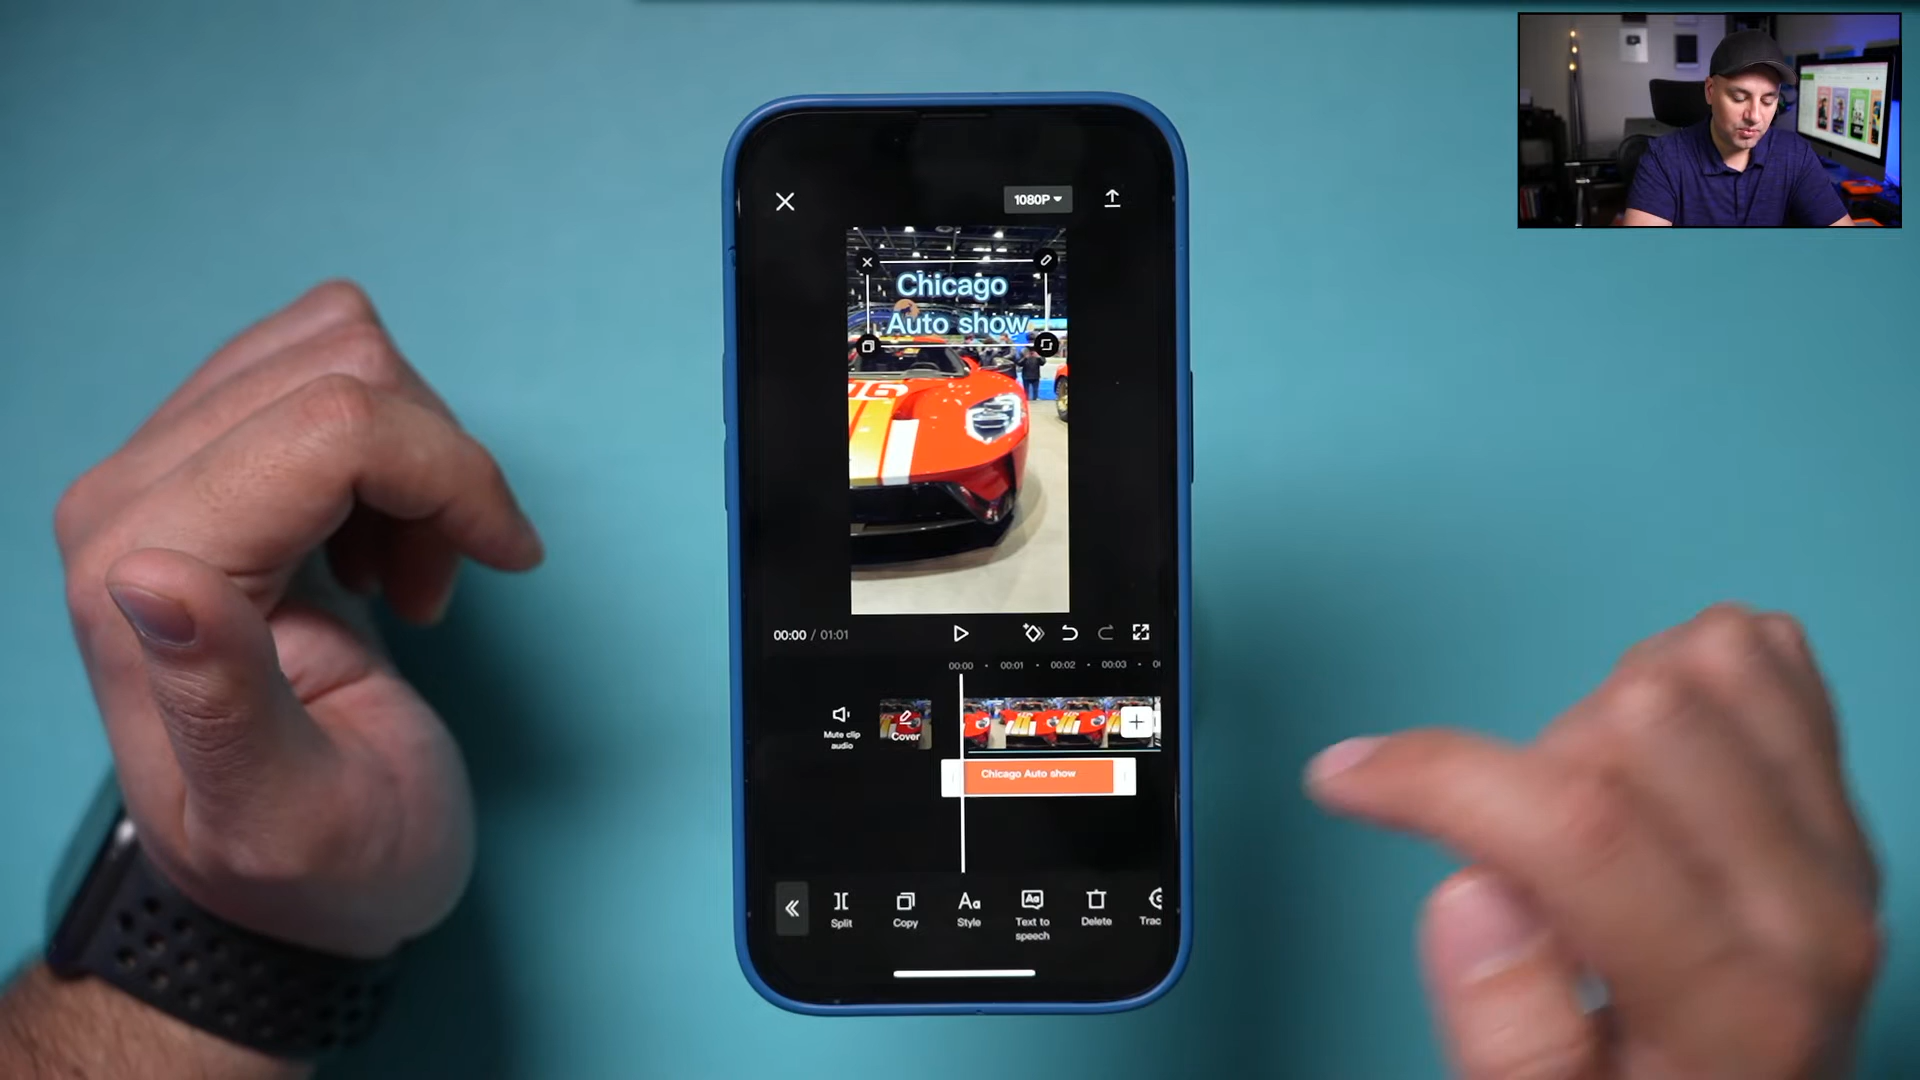 1080P
Chicago
Auto show
06
00:00 / 01:01
00:00 00:01 00:02 00:03
Mute clip
audio
Cover
Chicago Auto show
Split
Copy
Style
Text to
speech
Delete